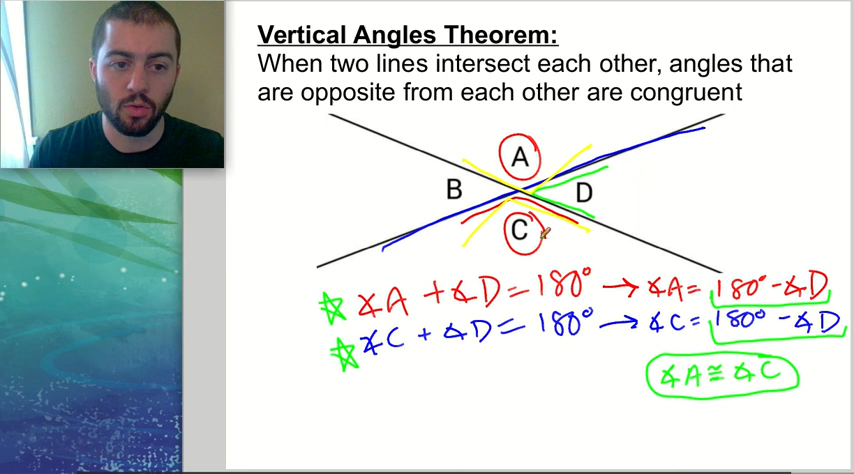 Vertical Angles Theorem:
When two lines intersect each other, angles that
are opposite from each other are congruent
A
B
D
C
∡A + ∡D = 180° → ∡A = 180° - ∡D
∡C + ∡D = 180° → ∡C = 180° - ∡D
∡A ≅ ∡C